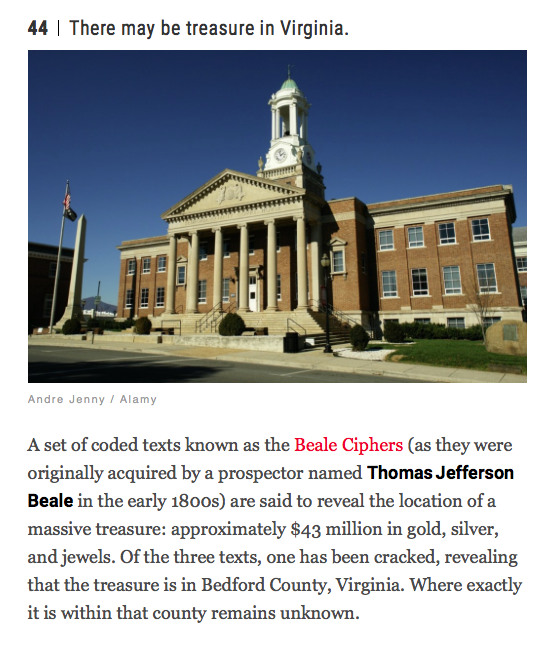 44 | There may be treasure in Virginia.
Andre Jenny / Alamy
A set of coded texts known as the Beale Ciphers (as they were
originally acquired by a prospector named Thomas Jefferson
Beale in the early 1800s) are said to reveal the location of a
massive treasure: approximately $43 million in gold, silver,
and jewels. Of the three texts, one has been cracked, revealing
that the treasure is in Bedford County, Virginia. Where exactly
it is within that county remains unknown.